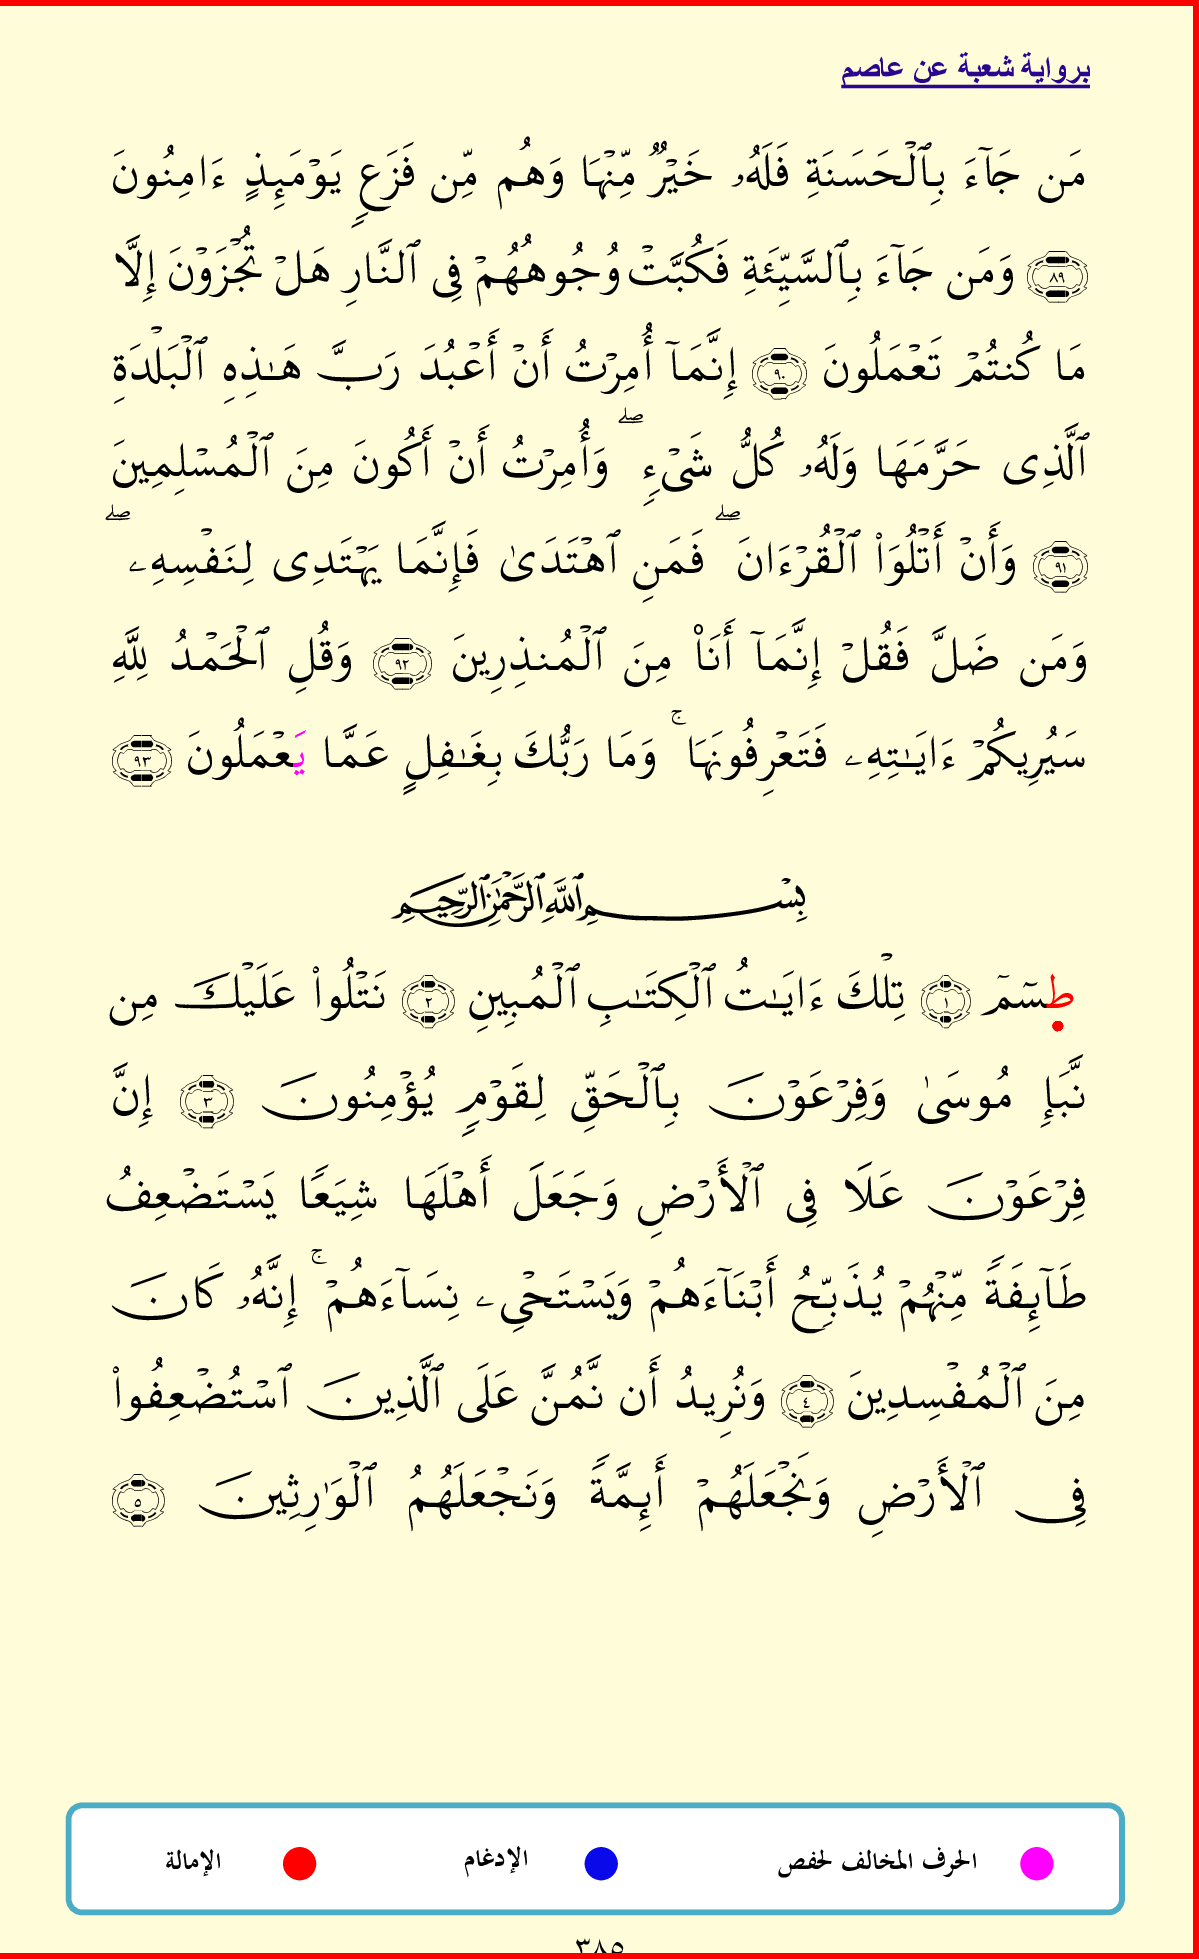 برواية شعبة عن عاصم
مَن جَآءَ بِٱلْحَسَنَةِ فَلَهُۥ خَيْرٌ مِّنْهَا وَهُم مِّن فَزَعٍ يَوْمَئِذٍ ءَامِنُونَ
٨٩ وَمَن جَآءَ بِٱلسَّيِّئَةِ فَكُبَّتْ وُجُوهُهُمْ فِى ٱلنَّارِ هَلْ تُجْزَوْنَ إِلَّا
مَا كُنتُمْ تَعْمَلُونَ ٩٠ إِنَّمَآ أُمِرْتُ أَنْ أَعْبُدَ رَبَّ هَـٰذِهِ ٱلْبَلْدَةِ
ٱلَّذِى حَرَّمَهَا وَلَهُۥ كُلُّ شَىْءٍ ۖ وَأُمِرْتُ أَنْ أَكُونَ مِنَ ٱلْمُسْلِمِينَ
٩١ وَأَنْ أَتْلُوَا۟ ٱلْقُرْءَانَ ۖ فَمَنِ ٱهْتَدَىٰ فَإِنَّمَا يَهْتَدِى لِنَفْسِهِۦ ۖ
وَمَن ضَلَّ فَقُلْ إِنَّمَآ أَنَا۠ مِنَ ٱلْمُنذِرِينَ ٩٢ وَقُلِ ٱلْحَمْدُ لِلَّهِ
سَيُرِيكُمْ ءَايَـٰتِهِۦ فَتَعْرِفُونَهَا ۚ وَمَا رَبُّكَ بِغَـٰفِلٍ عَمَّا يَعْمَلُونَ ٩٣
بِسْمِ ٱللَّهِ ٱلرَّحْمَـٰنِ ٱلرَّحِيمِ
طسٓمٓ ١ تِلْكَ ءَايَـٰتُ ٱلْكِتَـٰبِ ٱلْمُبِينِ ٢ نَتْلُوا۟ عَلَيْكَ مِن
نَّبَإِ مُوسَىٰ وَفِرْعَوْنَ بِٱلْحَقِّ لِقَوْمٍ يُؤْمِنُونَ ٣ إِنَّ
فِرْعَوْنَ عَلَا فِى ٱلْأَرْضِ وَجَعَلَ أَهْلَهَا شِيَعًا يَسْتَضْعِفُ
طَآئِفَةً مِّنْهُمْ يُذَبِّحُ أَبْنَآءَهُمْ وَيَسْتَحْىِۦ نِسَآءَهُمْ ۚ إِنَّهُۥ كَانَ
مِنَ ٱلْمُفْسِدِينَ ٤ وَنُرِيدُ أَن نَّمُنَّ عَلَى ٱلَّذِينَ ٱسْتُضْعِفُوا۟
فِى ٱلْأَرْضِ وَنَجْعَلَهُمْ أَئِمَّةً وَنَجْعَلَهُمُ ٱلْوَٰرِثِينَ ٥
الحرف المخالف لحفص الإدغام الإمالة
٣٨٥